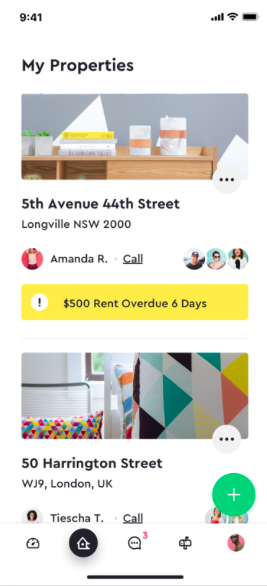 9:41
My Properties
5th Avenue 44th Street
Longville NSW 2000
Amanda R. • Call
! $500 Rent Overdue 6 Days
50 Harrington Street
WJ9, London, UK
Tiescha T. • Call
3